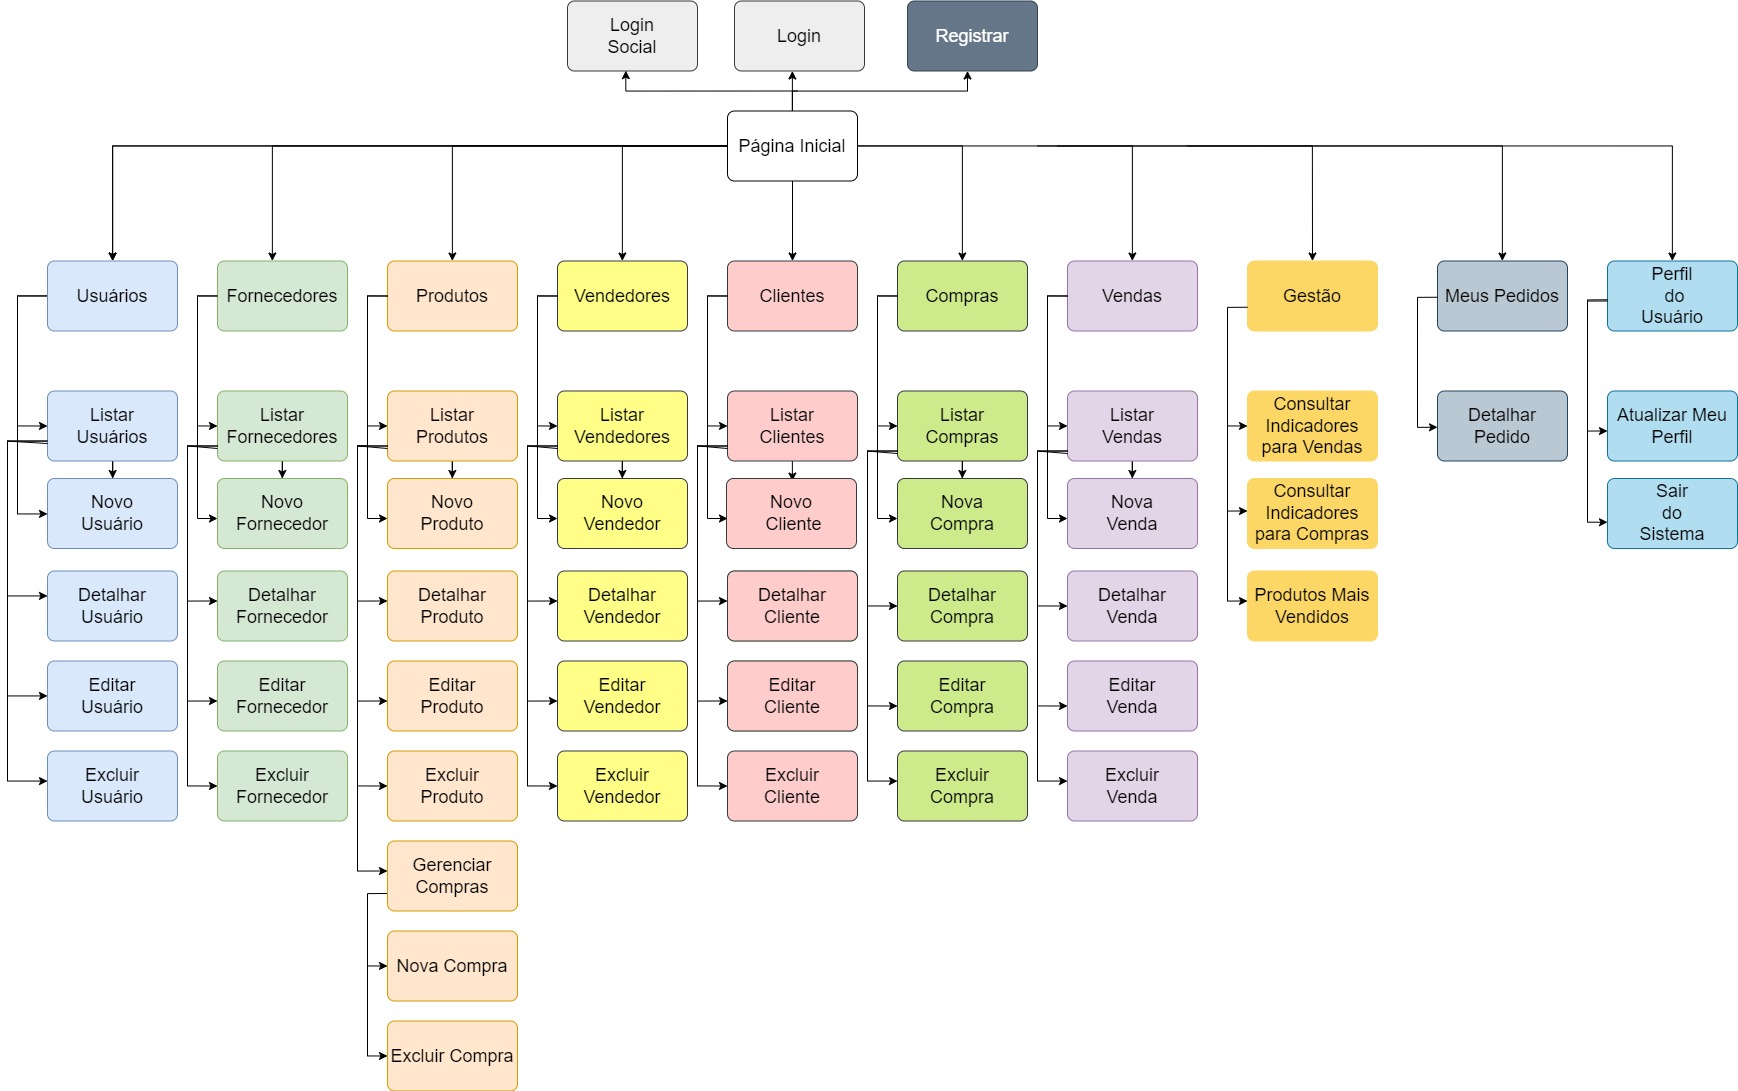 Login
Social
Login
Registrar
Página Inicial
Usuários
Fornecedores
Produtos
Vendedores
Clientes
Compras
Vendas
Gestão
Meus Pedidos
Perfil
do
Usuário
Listar
Usuários
Listar
Fornecedores
Listar
Produtos
Listar
Vendedores
Listar
Clientes
Listar
Compras
Listar
Vendas
Consultar
Indicadores
para Vendas
Detalhar
Pedido
Atualizar Meu
Perfil
Novo
Usuário
Novo
Fornecedor
Novo
Produto
Novo
Vendedor
Novo
Cliente
Nova
Compra
Nova
Venda
Consultar
Indicadores
para Compras
Sair
do
Sistema
Detalhar
Usuário
Detalhar
Fornecedor
Detalhar
Produto
Detalhar
Vendedor
Detalhar
Cliente
Detalhar
Compra
Detalhar
Venda
Produtos Mais
Vendidos
Editar
Usuário
Editar
Fornecedor
Editar
Produto
Editar
Vendedor
Editar
Cliente
Editar
Compra
Editar
Venda
Excluir
Usuário
Excluir
Fornecedor
Excluir
Produto
Excluir
Vendedor
Excluir
Cliente
Excluir
Compra
Excluir
Venda
Gerenciar
Compras
Nova Compra
Excluir Compra